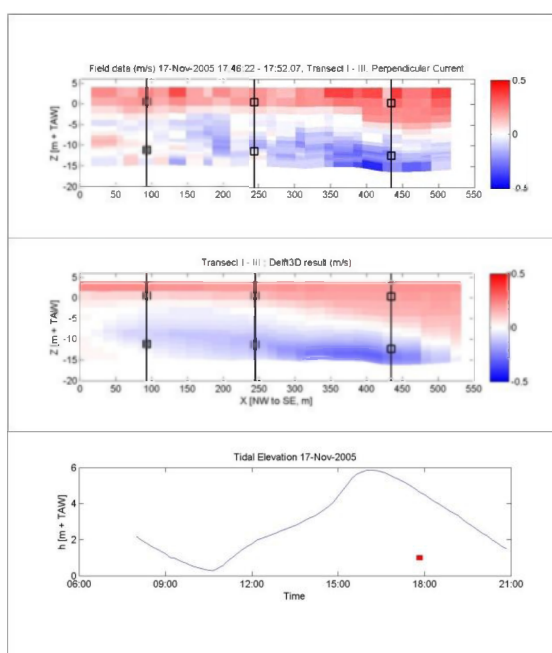 Field data (m/s) 17-Nov-2005 17:46:22 - 17:52:07, Transect I - III, Perpendicular Current
5
0
-5
-10
-15
-20
Z [m + TAW]
0 50 100 150 200 250 300 350 400 450 500 550
0.5
0
-0.5
Transect I - III : Delft3D result (m/s)
5
0
-5
-10
-15
-20
Z [m + TAW]
0 50 100 150 200 250 300 350 400 450 500 550
X [NW to SE, m]
0.5
0
-0.5
Tidal Elevation 17-Nov-2005
6
4
2
0
h [m + TAW]
06:00 09:00 12:00 15:00 18:00 21:00
Time